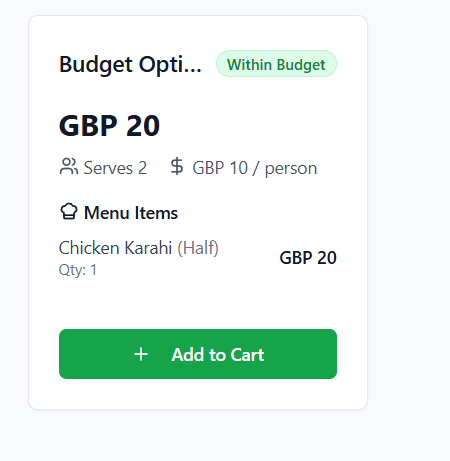 Budget Opti...
Within Budget
GBP 20
Serves 2
GBP 10 / person
Menu Items
Chicken Karahi (Half)
Qty: 1
GBP 20
Add to Cart